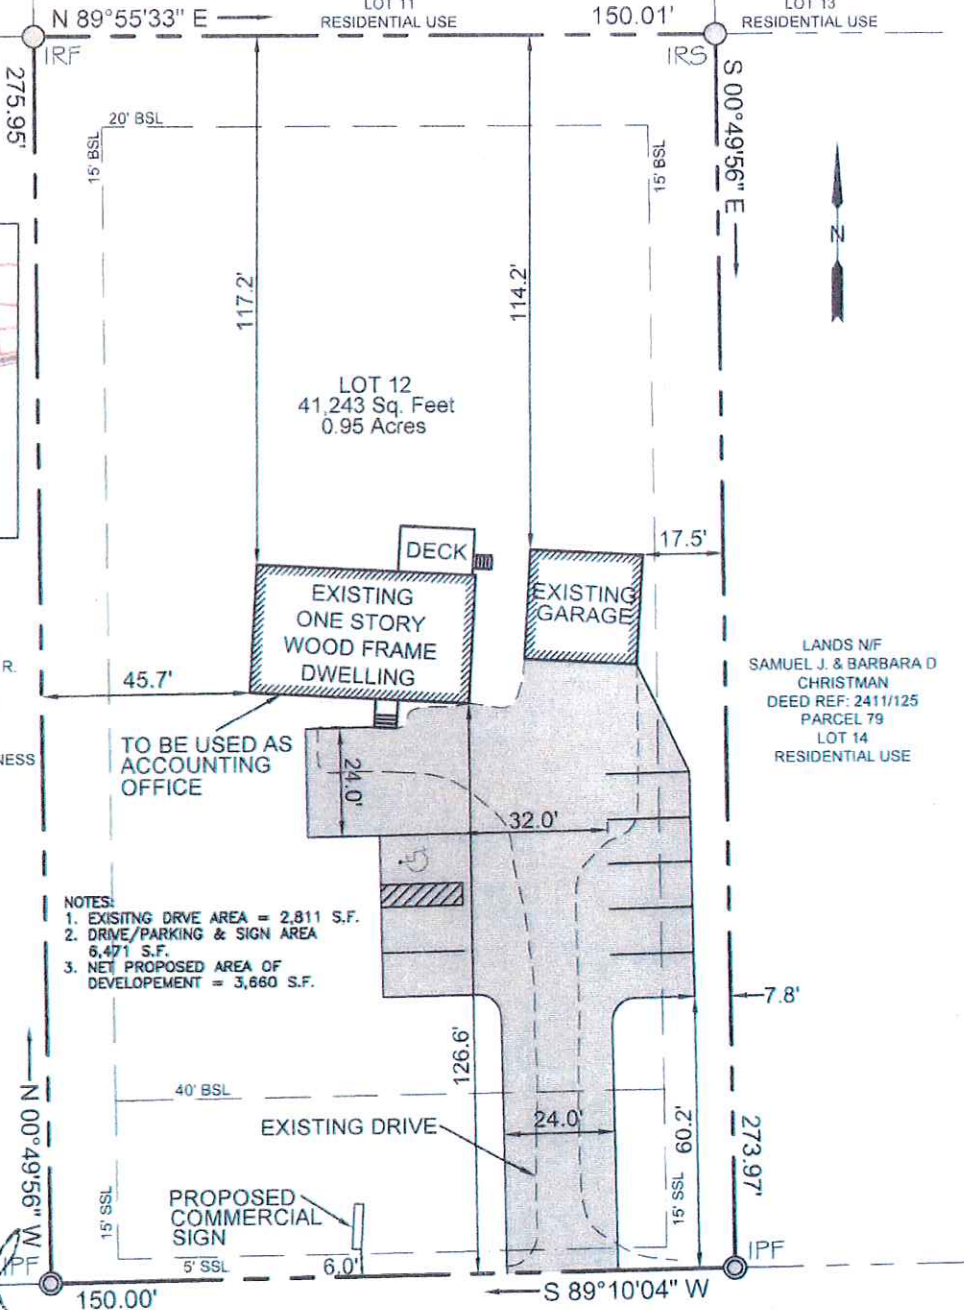 LOT 11
RESIDENTIAL USE
LOT 13
RESIDENTIAL USE
N 89°55'33" E
150.01'
IRF
IRS
275.95'
S 00°49'56" E
20' BSL
15' BSL
15' BSL
N
117.2'
114.2'
LOT 12
41,243 Sq. Feet
0.95 Acres
DECK
17.5'
EXISTING
ONE STORY
WOOD FRAME
DWELLING
EXISTING
GARAGE
R.
45.7'
LANDS N/F
SAMUEL J. & BARBARA D
CHRISTMAN
DEED REF: 2411/125
PARCEL 79
LOT 14
RESIDENTIAL USE
NESS
TO BE USED AS
ACCOUNTING
OFFICE
24.0'
32.0'
NOTES:
1. EXISITNG DRVE AREA = 2,811 S.F.
2. DRIVE/PARKING & SIGN AREA
6,471 S.F.
3. NET PROPOSED AREA OF
DEVELOPEMENT = 3,660 S.F.
7.8'
126.6'
40' BSL
EXISTING DRIVE
24.0'
60.2'
273.97'
N 00°49'56" W
15' SSL
PROPOSED
COMMERCIAL
SIGN
15' SSL
IPF
5' SSL
6.0'
IPF
150.00'
S 89°10'04" W